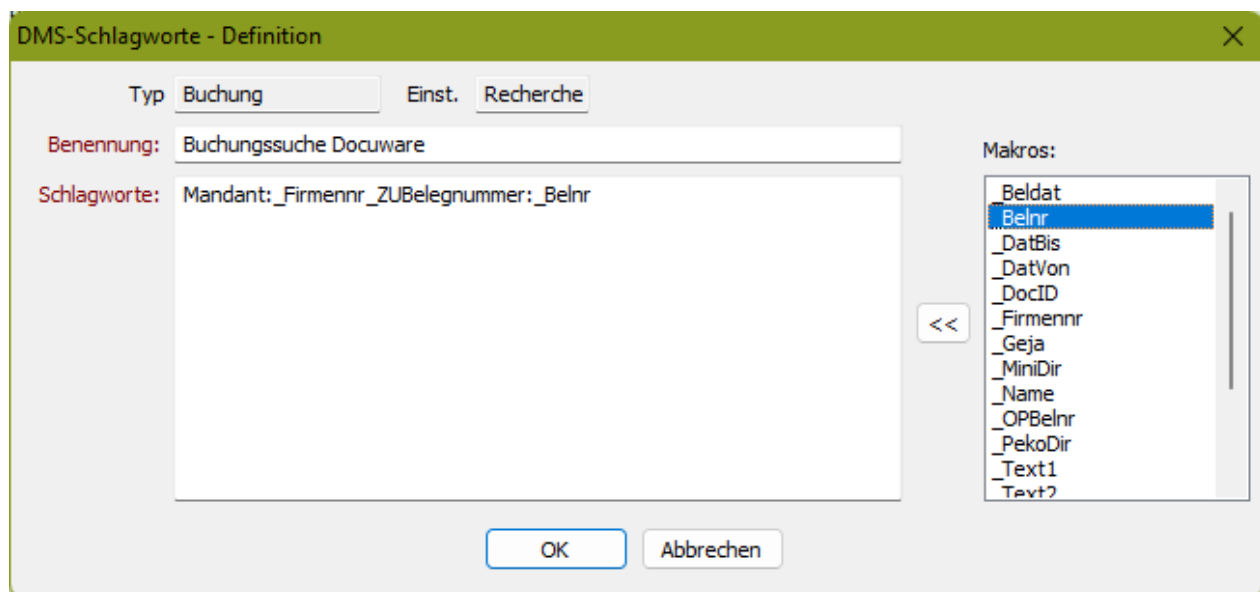 DMS-Schlagworte - Definition
Typ Buchung Einst. Recherche
Benennung: Buchungssuche Docuware
Makros:
Schlagworte: Mandant:_Firmennr_ZUBelegnummer:_Belnr
_Beldat
_Belnr
_DatBis
_DatVon
_DocID
_Firmennr
<<
_Geja
_MiniDir
_Name
_OPBelnr
_PekoDir
_Text1
_Text2
OK Abbrechen